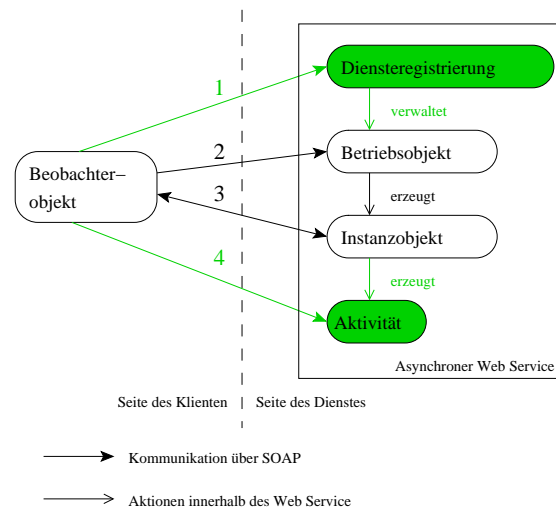 Diensteregistrierung
1
verwaltet
2
Betriebsobjekt
Beobachter–
objekt
3
erzeugt
Instanzobjekt
4
erzeugt
Aktivität
Asynchroner Web Service
Seite des Klienten
Seite des Dienstes
Kommunikation über SOAP
Aktionen innerhalb des Web Service